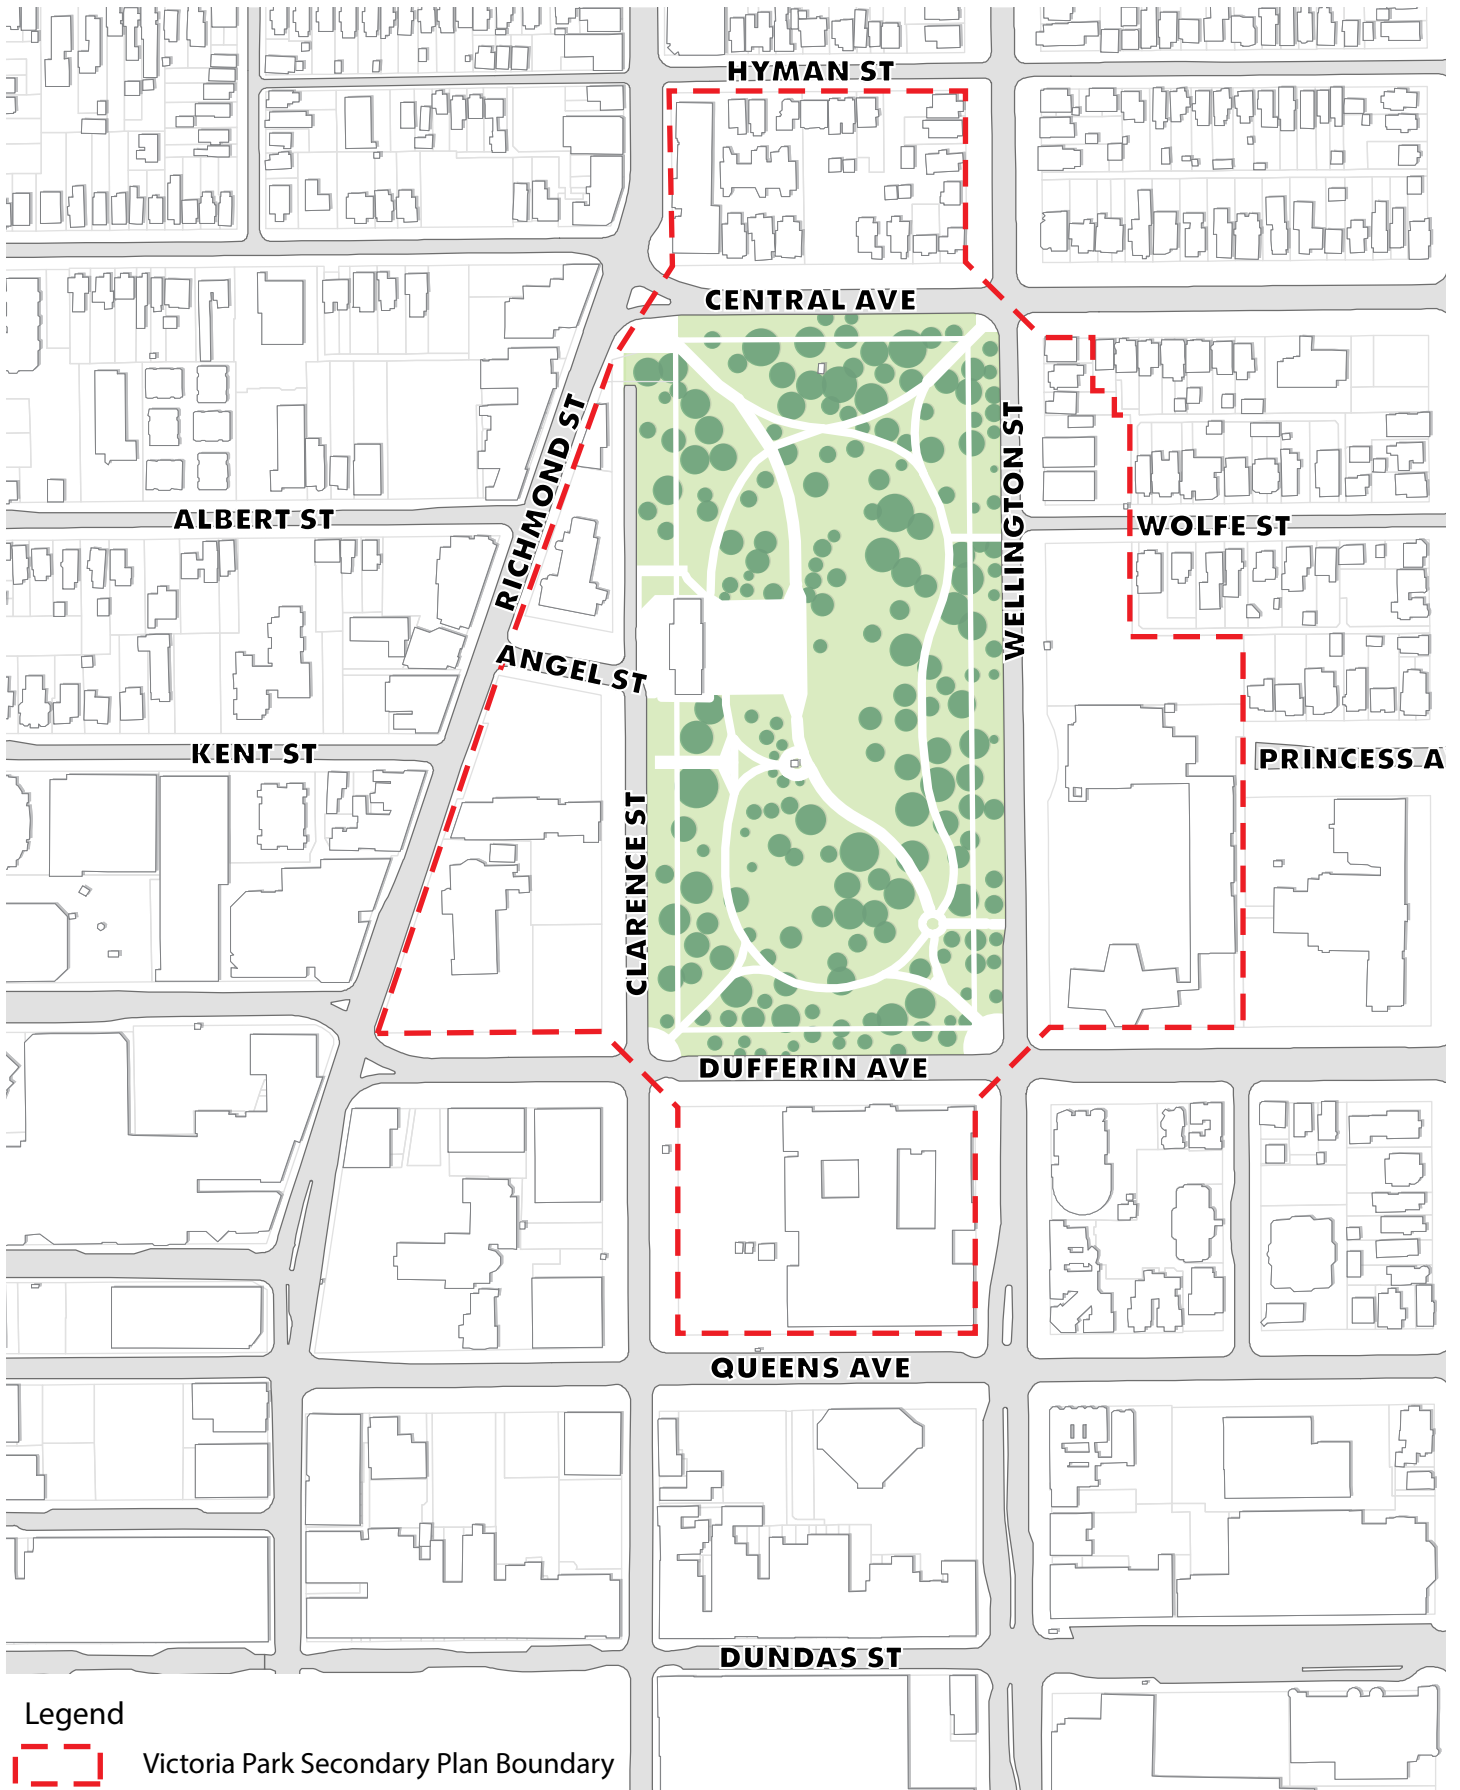 HYMAN ST
CENTRAL AVE
RICHMOND ST
WELLINGTON ST
ALBERT ST
WOLFE ST
ANGEL ST
KENT ST
PRINCESS A
CLARENCE ST
DUFFERIN AVE
QUEENS AVE
DUNDAS ST
Legend
Victoria Park Secondary Plan Boundary